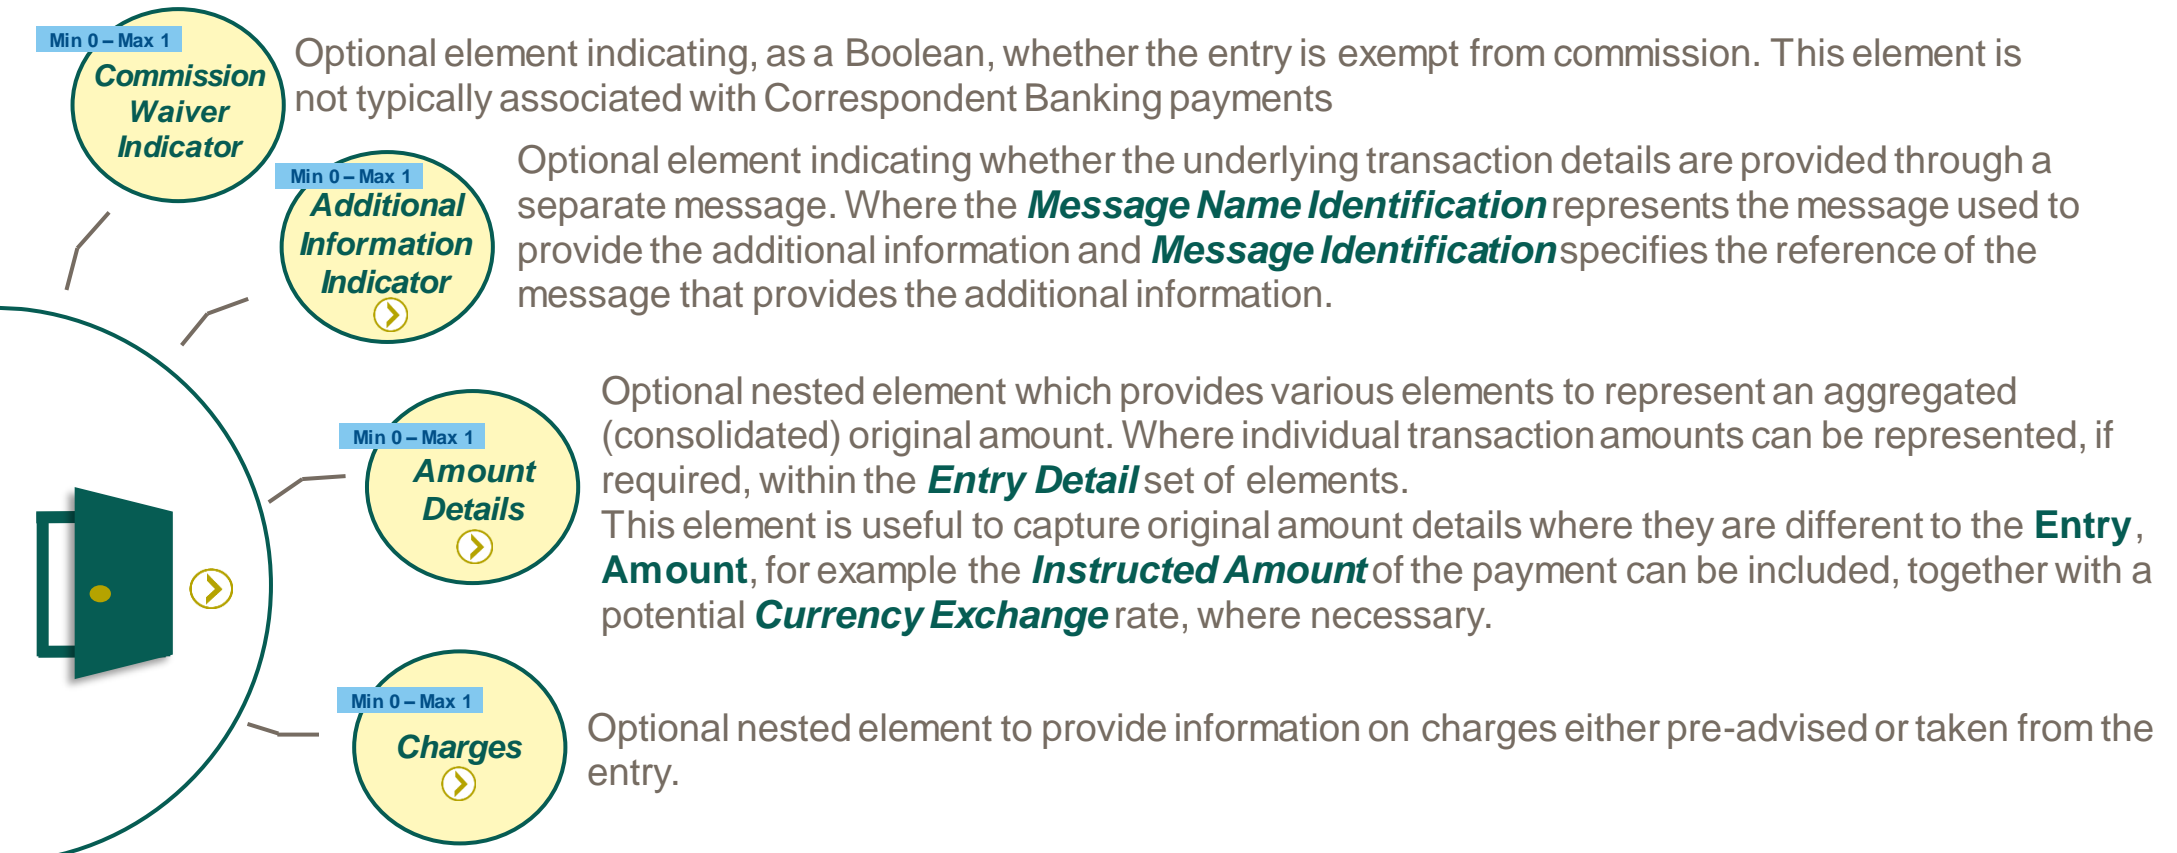 Min 0 – Max 1
Commission
Waiver
Indicator
Optional element indicating, as a Boolean, whether the entry is exempt from commission. This element is
not typically associated with Correspondent Banking payments
Min 0 – Max 1
Additional
Information
Indicator
Optional element indicating whether the underlying transaction details are provided through a
separate message. Where the Message Name Identification represents the message used to
provide the additional information and Message Identification specifies the reference of the
message that provides the additional information.
Min 0 – Max 1
Amount
Details
Optional nested element which provides various elements to represent an aggregated
(consolidated) original amount. Where individual transaction amounts can be represented, if
required, within the Entry Detail set of elements.
This element is useful to capture original amount details where they are different to the Entry,
Amount, for example the Instructed Amount of the payment can be included, together with a
potential Currency Exchange rate, where necessary.
Min 0 – Max 1
Charges
Optional nested element to provide information on charges either pre-advised or taken from the
entry.